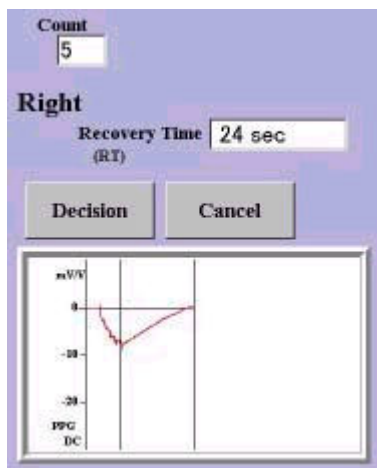 Count
5
Right
Recovery Time 24 sec
(RT)
Decision Cancel
mV/V
0
-10
-20
PPG
DC